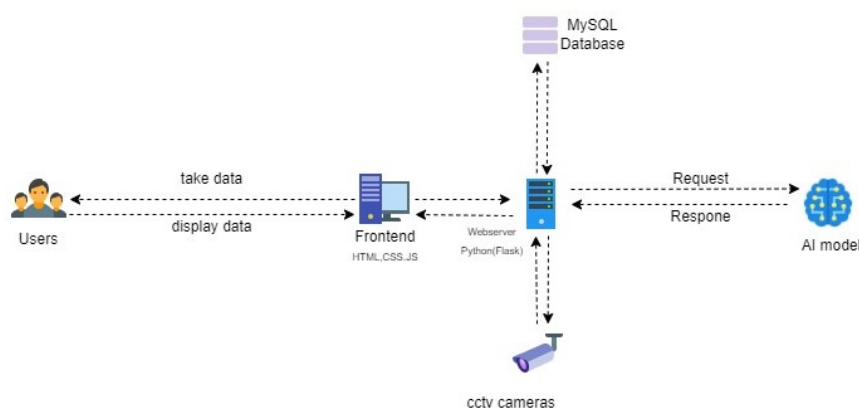 MySQL
Database
take data
Request
display data
Respone
Users
Frontend
HTML,CSS.JS
Webserver
Python(Flask)
AI model
cctv cameras